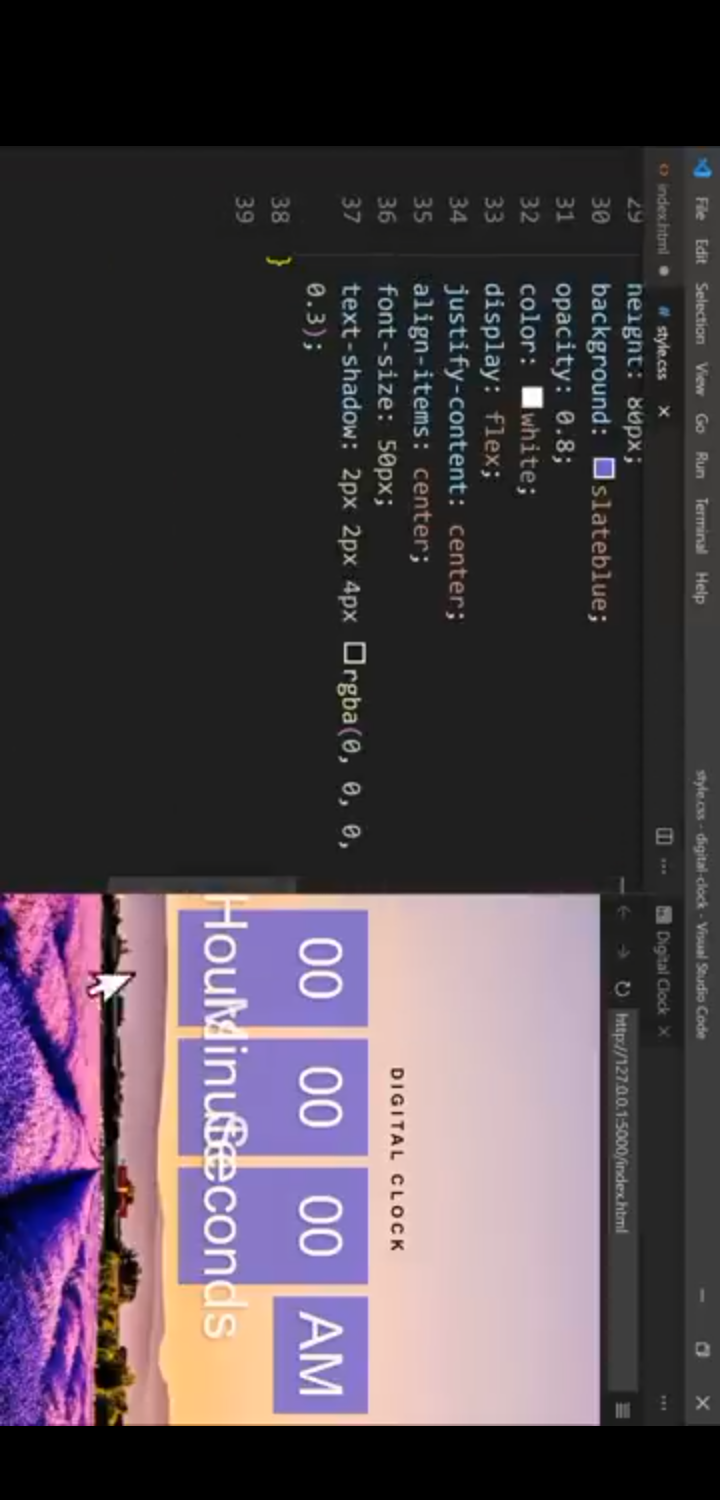 File Edit Selection View Go Run Terminal Help
style.css - digital-clock - Visual Studio Code
index.html
# style.css
Digital Clock
http://127.0.0.1:5000/index.html
29 height: 80px;
30 background: slateblue;
31 opacity: 0.8;
32 color: white;
33 display: flex;
34 justify-content: center;
35 align-items: center;
36 font-size: 50px;
37 text-shadow: 2px 2px 4px rgba(0, 0, 0,
0.3);
38 }
39
DIGITAL CLOCK
00 00 00 AM
Hours Minutes Seconds